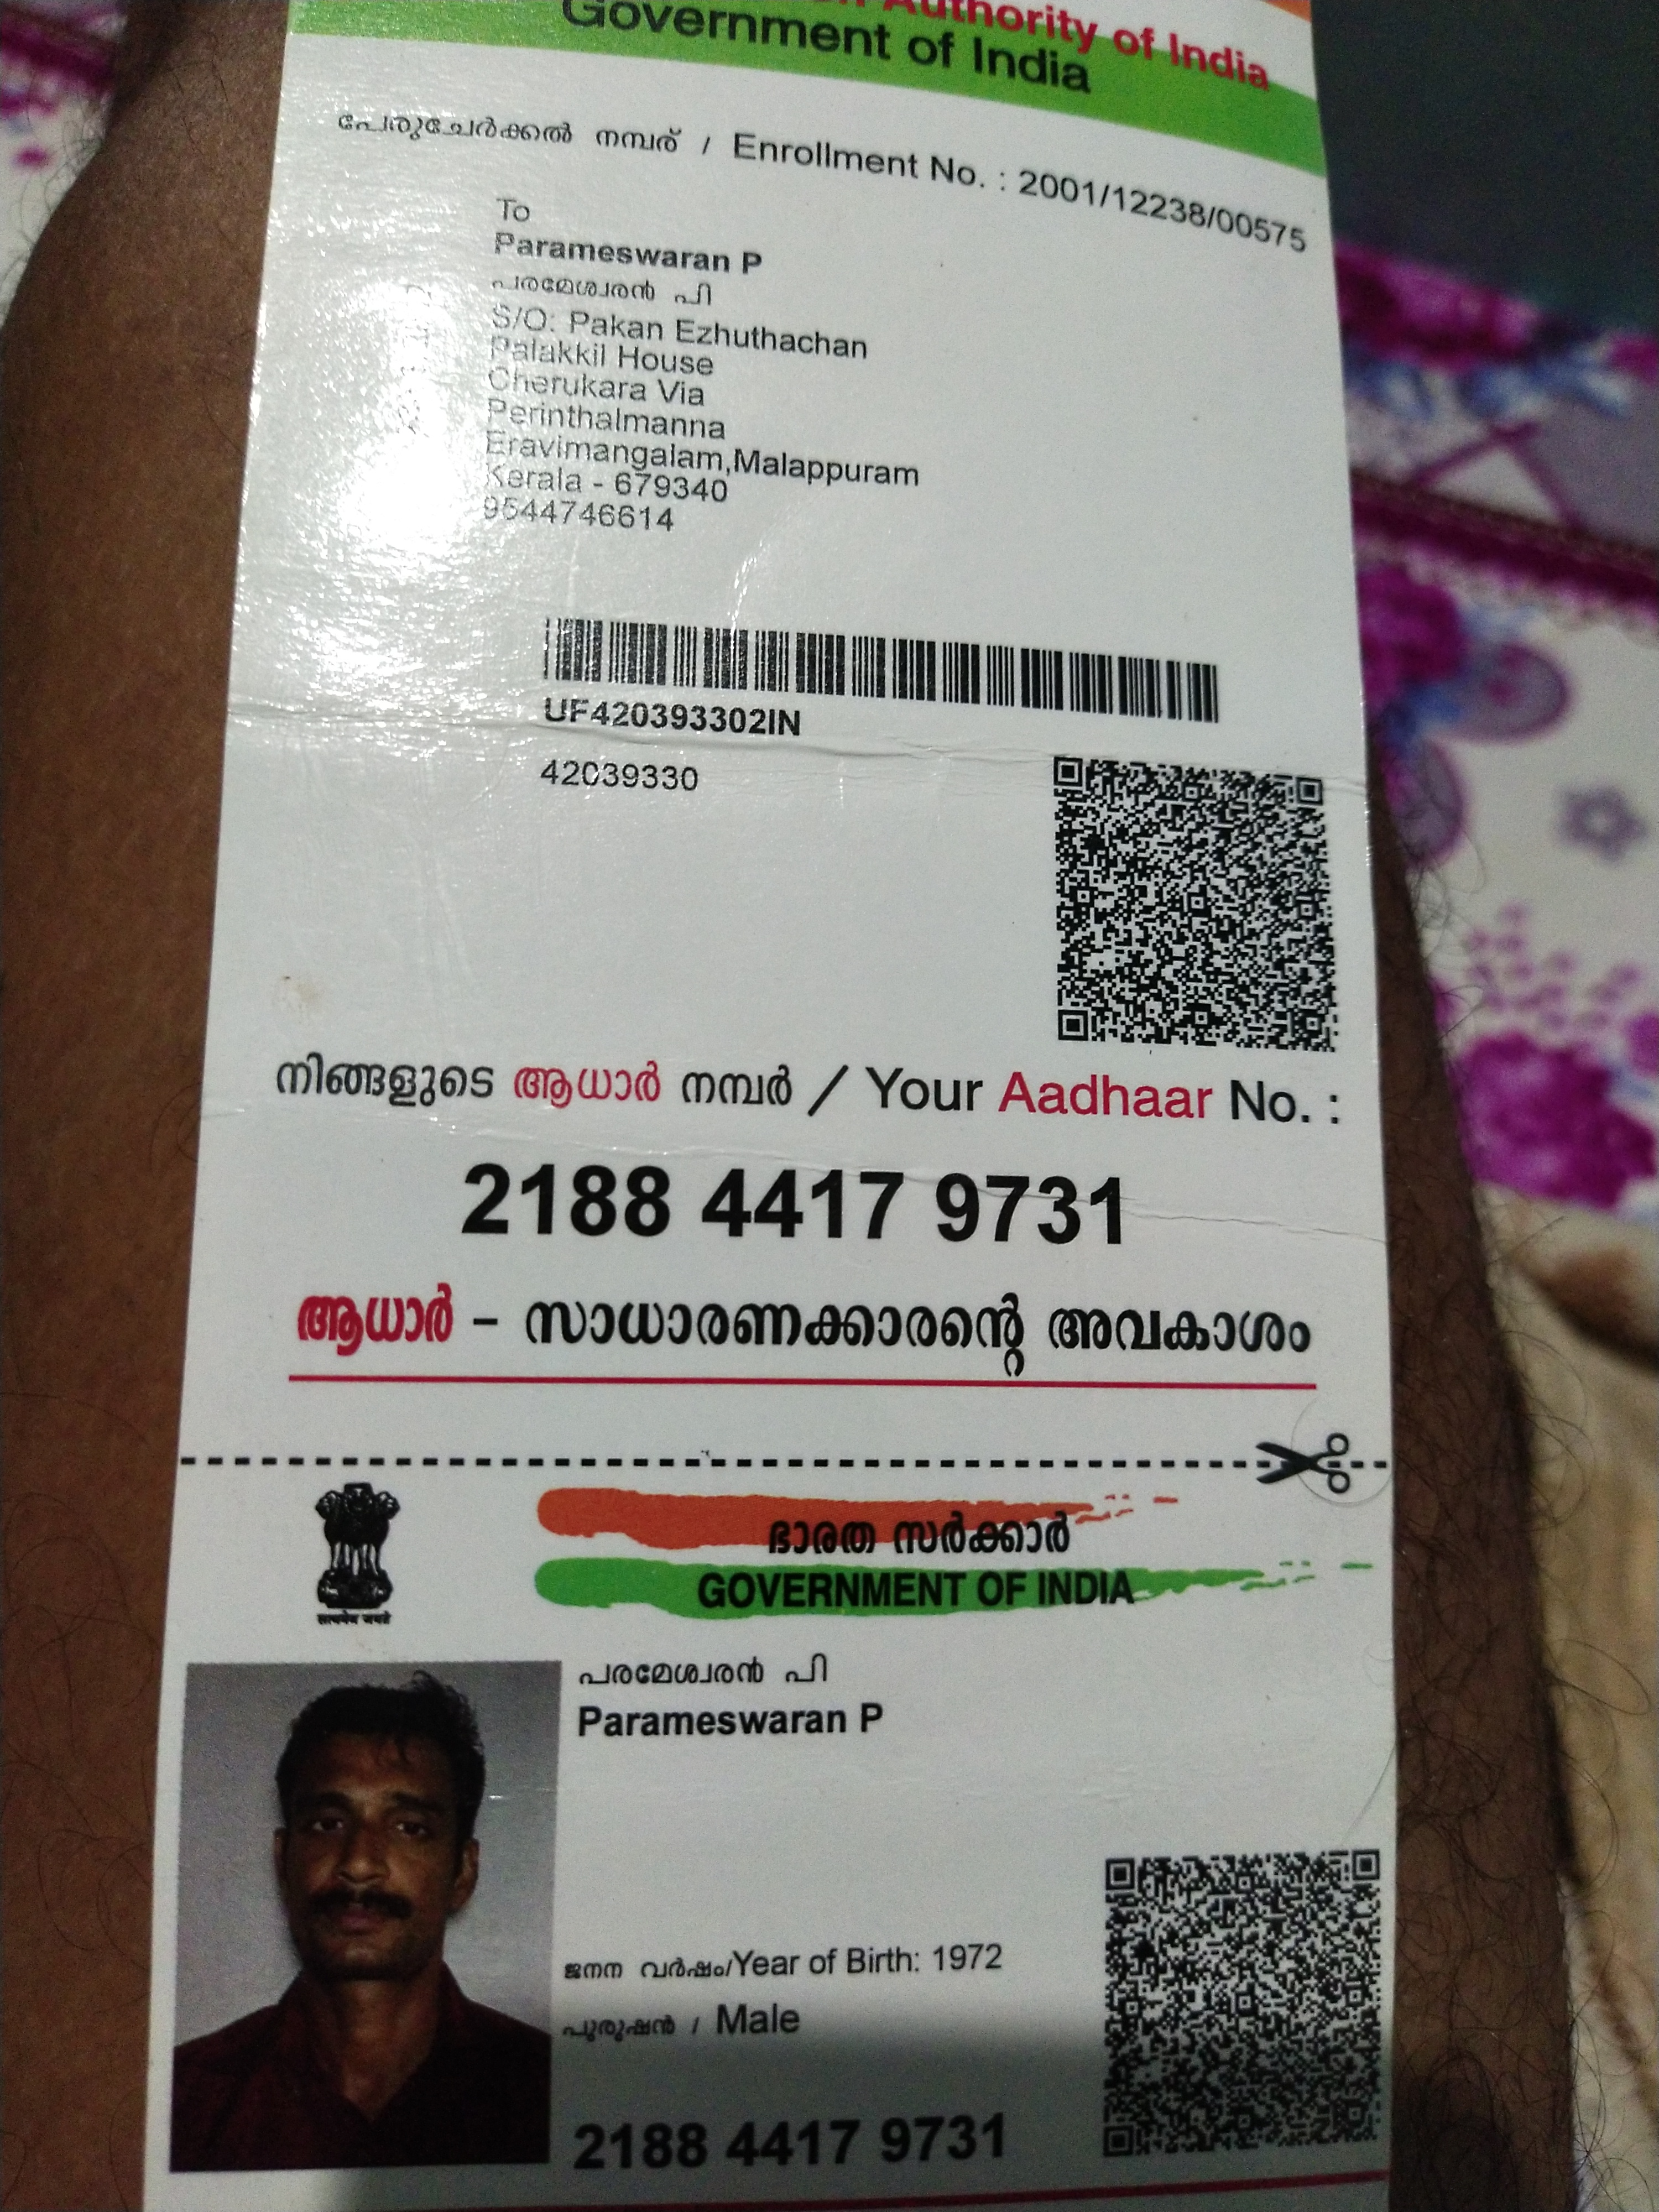 Authority of India
Government of India
പേരുചേർക്കൽ നമ്പര് / Enrollment No. : 2001/12238/00575
To
Parameswaran P
പരമേശ്വരൻ പി
S/O: Pakan Ezhuthachan
Palakkil House
Cherukara Via
Perinthalmanna
Eravimangalam,Malappuram
Kerala - 679340
9544746614
UF420393302IN
42039330
നിങ്ങളുടെ ആധാർ നമ്പർ / Your Aadhaar No. :
2188 4417 9731
ആധാർ – സാധാരണക്കാരന്റെ അവകാശം
ഭാരത സർക്കാർ
GOVERNMENT OF INDIA
सत्यमेव जयते
പരമേശ്വരൻ പി
Parameswaran P
ജനന വർഷം/Year of Birth: 1972
പുരുഷൻ / Male
2188 4417 9731